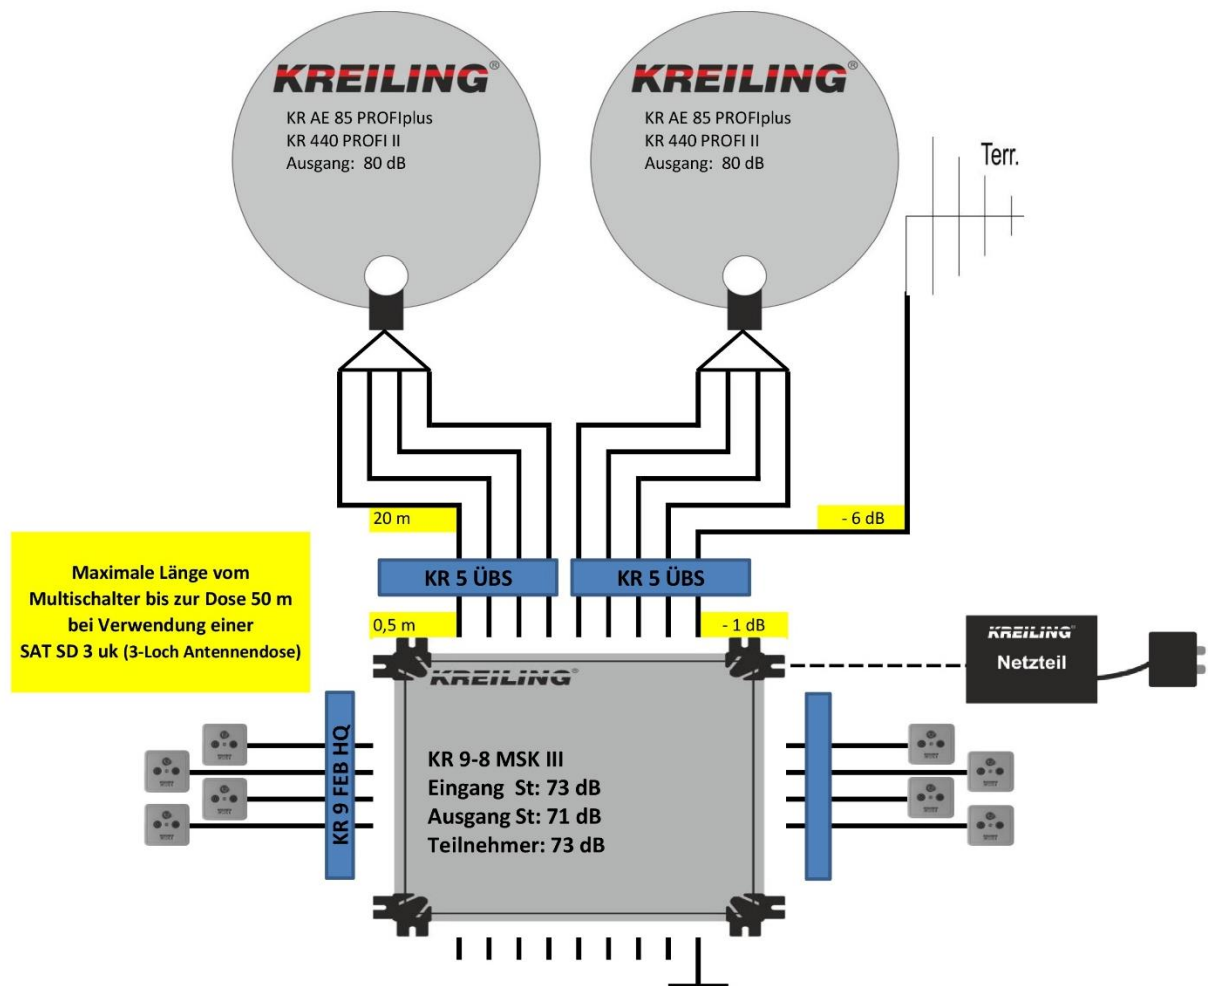 KREILING®
KR AE 85 PROFIplus
KR 440 PROFI II
Ausgang: 80 dB
KREILING®
KR AE 85 PROFIplus
KR 440 PROFI II
Ausgang: 80 dB
Terr.
20 m
- 6 dB
KR 5 ÜBS
KR 5 ÜBS
0,5 m
- 1 dB
Maximale Länge vom
Multischalter bis zur Dose 50 m
bei Verwendung einer
SAT SD 3 uk (3-Loch Antennendose)
KREILING®
Netzteil
KREILING®
KR 9 FEB HQ
KR 9-8 MSK III
Eingang St: 73 dB
Ausgang St: 71 dB
Teilnehmer: 73 dB